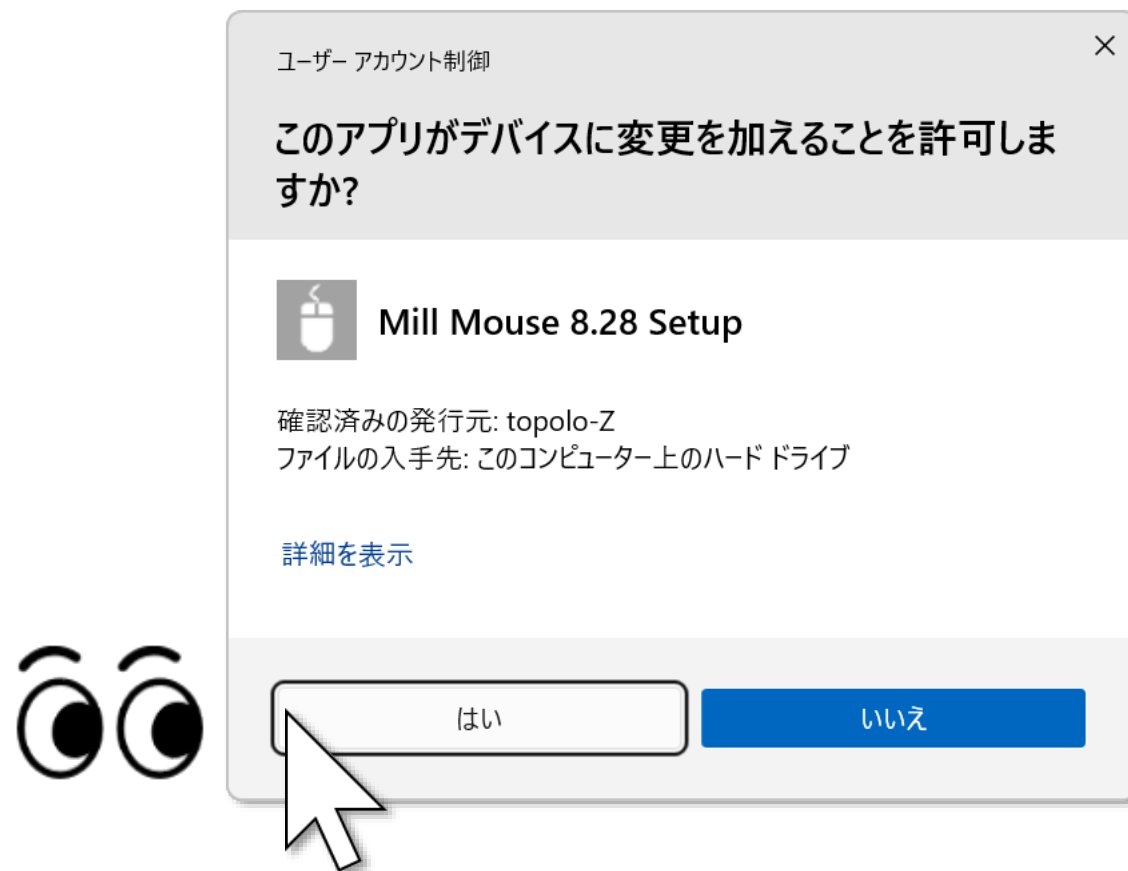 ユーザー アカウント制御
このアプリがデバイスに変更を加えることを許可しま
すか?
Mill Mouse 8.28 Setup
確認済みの発行元: topolo-Z
ファイルの入手先: このコンピューター上のハード ドライブ
詳細を表示
はい
いいえ